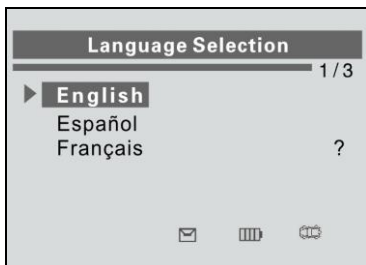 Language Selection
1/3
English
Español
Français
?